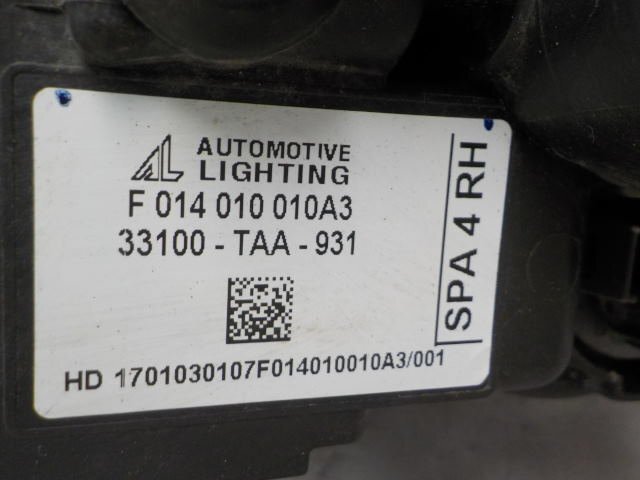 AUTOMOTIVE
LIGHTING
F 014 010 010A3
33100 - TAA - 931
HD 1701030107F014010010A3/001
SPA 4 RH